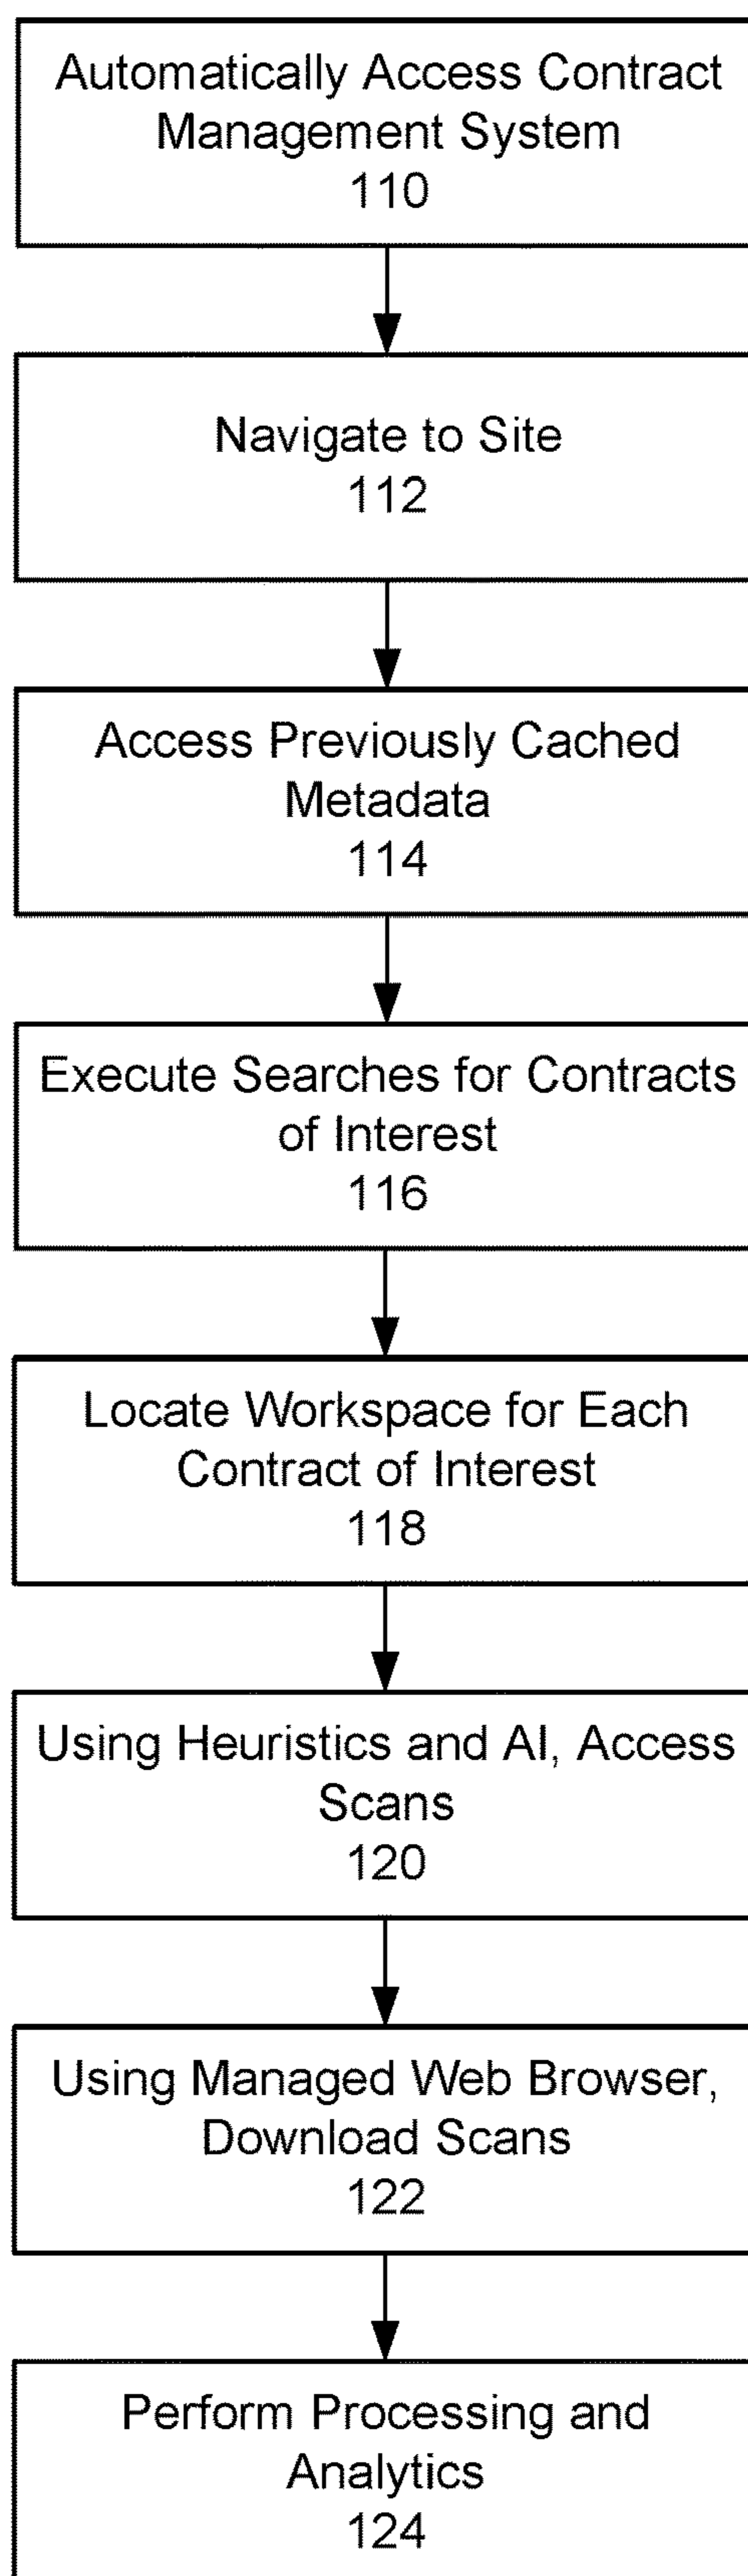 Automatically Access Contract
Management System
110
Navigate to Site
112
Access Previously Cached
Metadata
114
Execute Searches for Contracts
of Interest
116
Locate Workspace for Each
Contract of Interest
118
Using Heuristics and AI, Access
Scans
120
Using Managed Web Browser,
Download Scans
122
Perform Processing and
Analytics
124